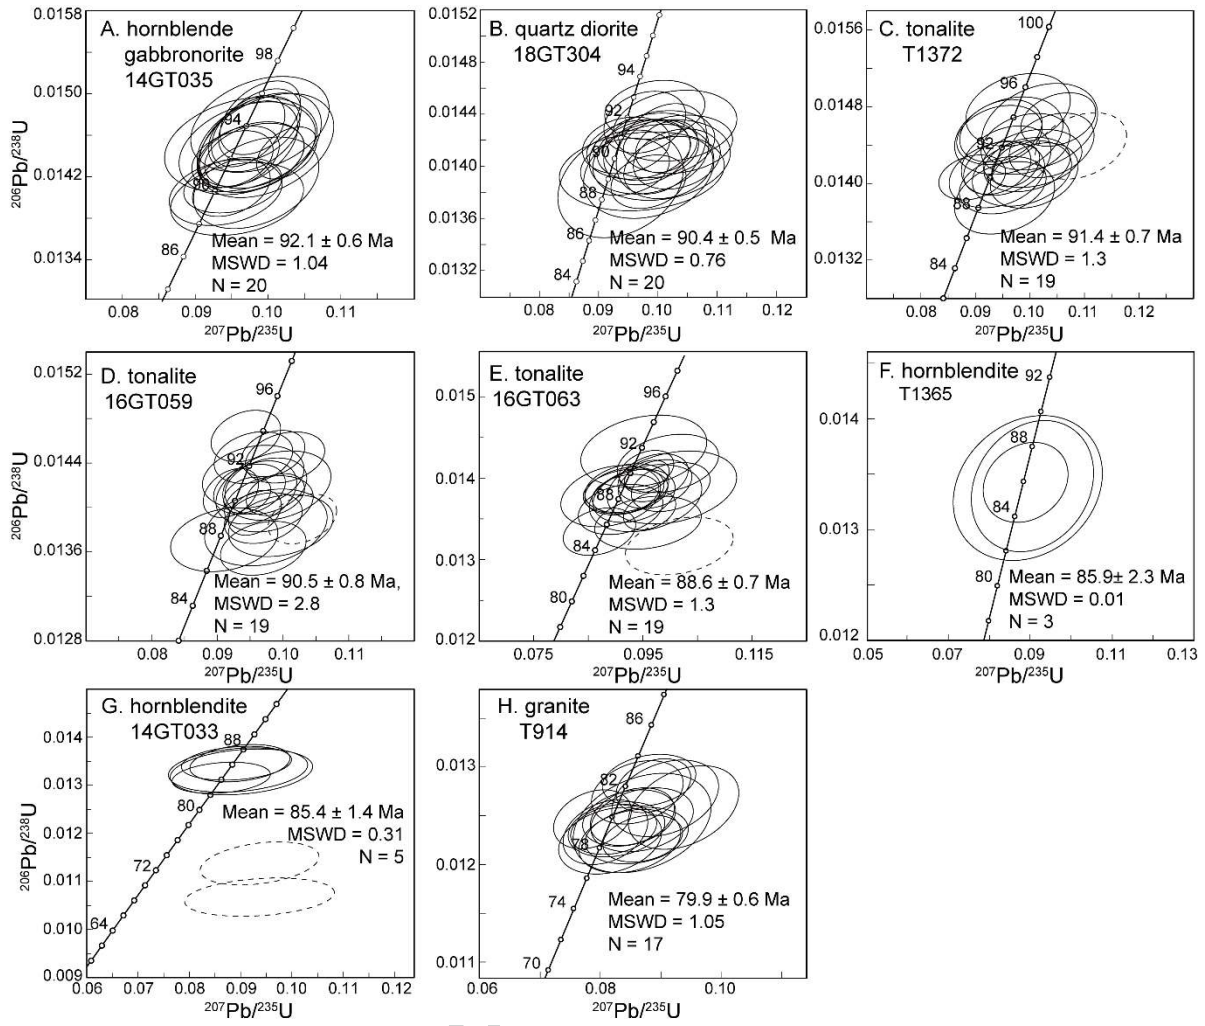 A. hornblende
gabbronorite
14GT035
0.0158
0.0150
0.0142
0.0134
206Pb/238U
98
94
90
86
Mean = 92.1 ± 0.6 Ma
MSWD = 1.04
N = 20
0.08 0.09 0.10 0.11
207Pb/235U
B. quartz diorite
18GT304
0.0152
0.0148
0.0144
0.0140
0.0136
0.0132
94
92
90
88
86
84
Mean = 90.4 ± 0.5 Ma
MSWD = 0.76
N = 20
0.08 0.09 0.10 0.11 0.12
207Pb/235U
C. tonalite
T1372
0.0156
0.0148
0.0140
0.0132
100
96
92
88
84
Mean = 91.4 ± 0.7 Ma
MSWD = 1.3
N = 19
0.08 0.09 0.10 0.11 0.12
207Pb/235U
D. tonalite
16GT059
0.0152
0.0144
0.0136
0.0128
206Pb/238U
96
92
88
84
Mean = 90.5 ± 0.8 Ma,
MSWD = 2.8
N = 19
0.08 0.09 0.10 0.11
207Pb/235U
E. tonalite
16GT063
0.015
0.014
0.013
0.012
96
92
88
84
80
Mean = 88.6 ± 0.7 Ma
MSWD = 1.3
N = 19
0.075 0.095 0.115
207Pb/235U
F. hornblendite
T1365
0.014
0.013
0.012
92
88
84
80
Mean = 85.9± 2.3 Ma
MSWD = 0.01
N = 3
0.05 0.07 0.09 0.11 0.13
207Pb/235U
G. hornblendite
14GT033
0.014
0.013
0.012
0.011
0.010
0.009
206Pb/238U
88
80
72
64
Mean = 85.4 ± 1.4 Ma
MSWD = 0.31
N = 5
0.06 0.07 0.08 0.09 0.10 0.11 0.12
207Pb/235U
H. granite
T914
0.013
0.012
0.011
86
82
78
74
70
Mean = 79.9 ± 0.6 Ma
MSWD = 1.05
N = 17
0.06 0.08 0.10
207Pb/235U